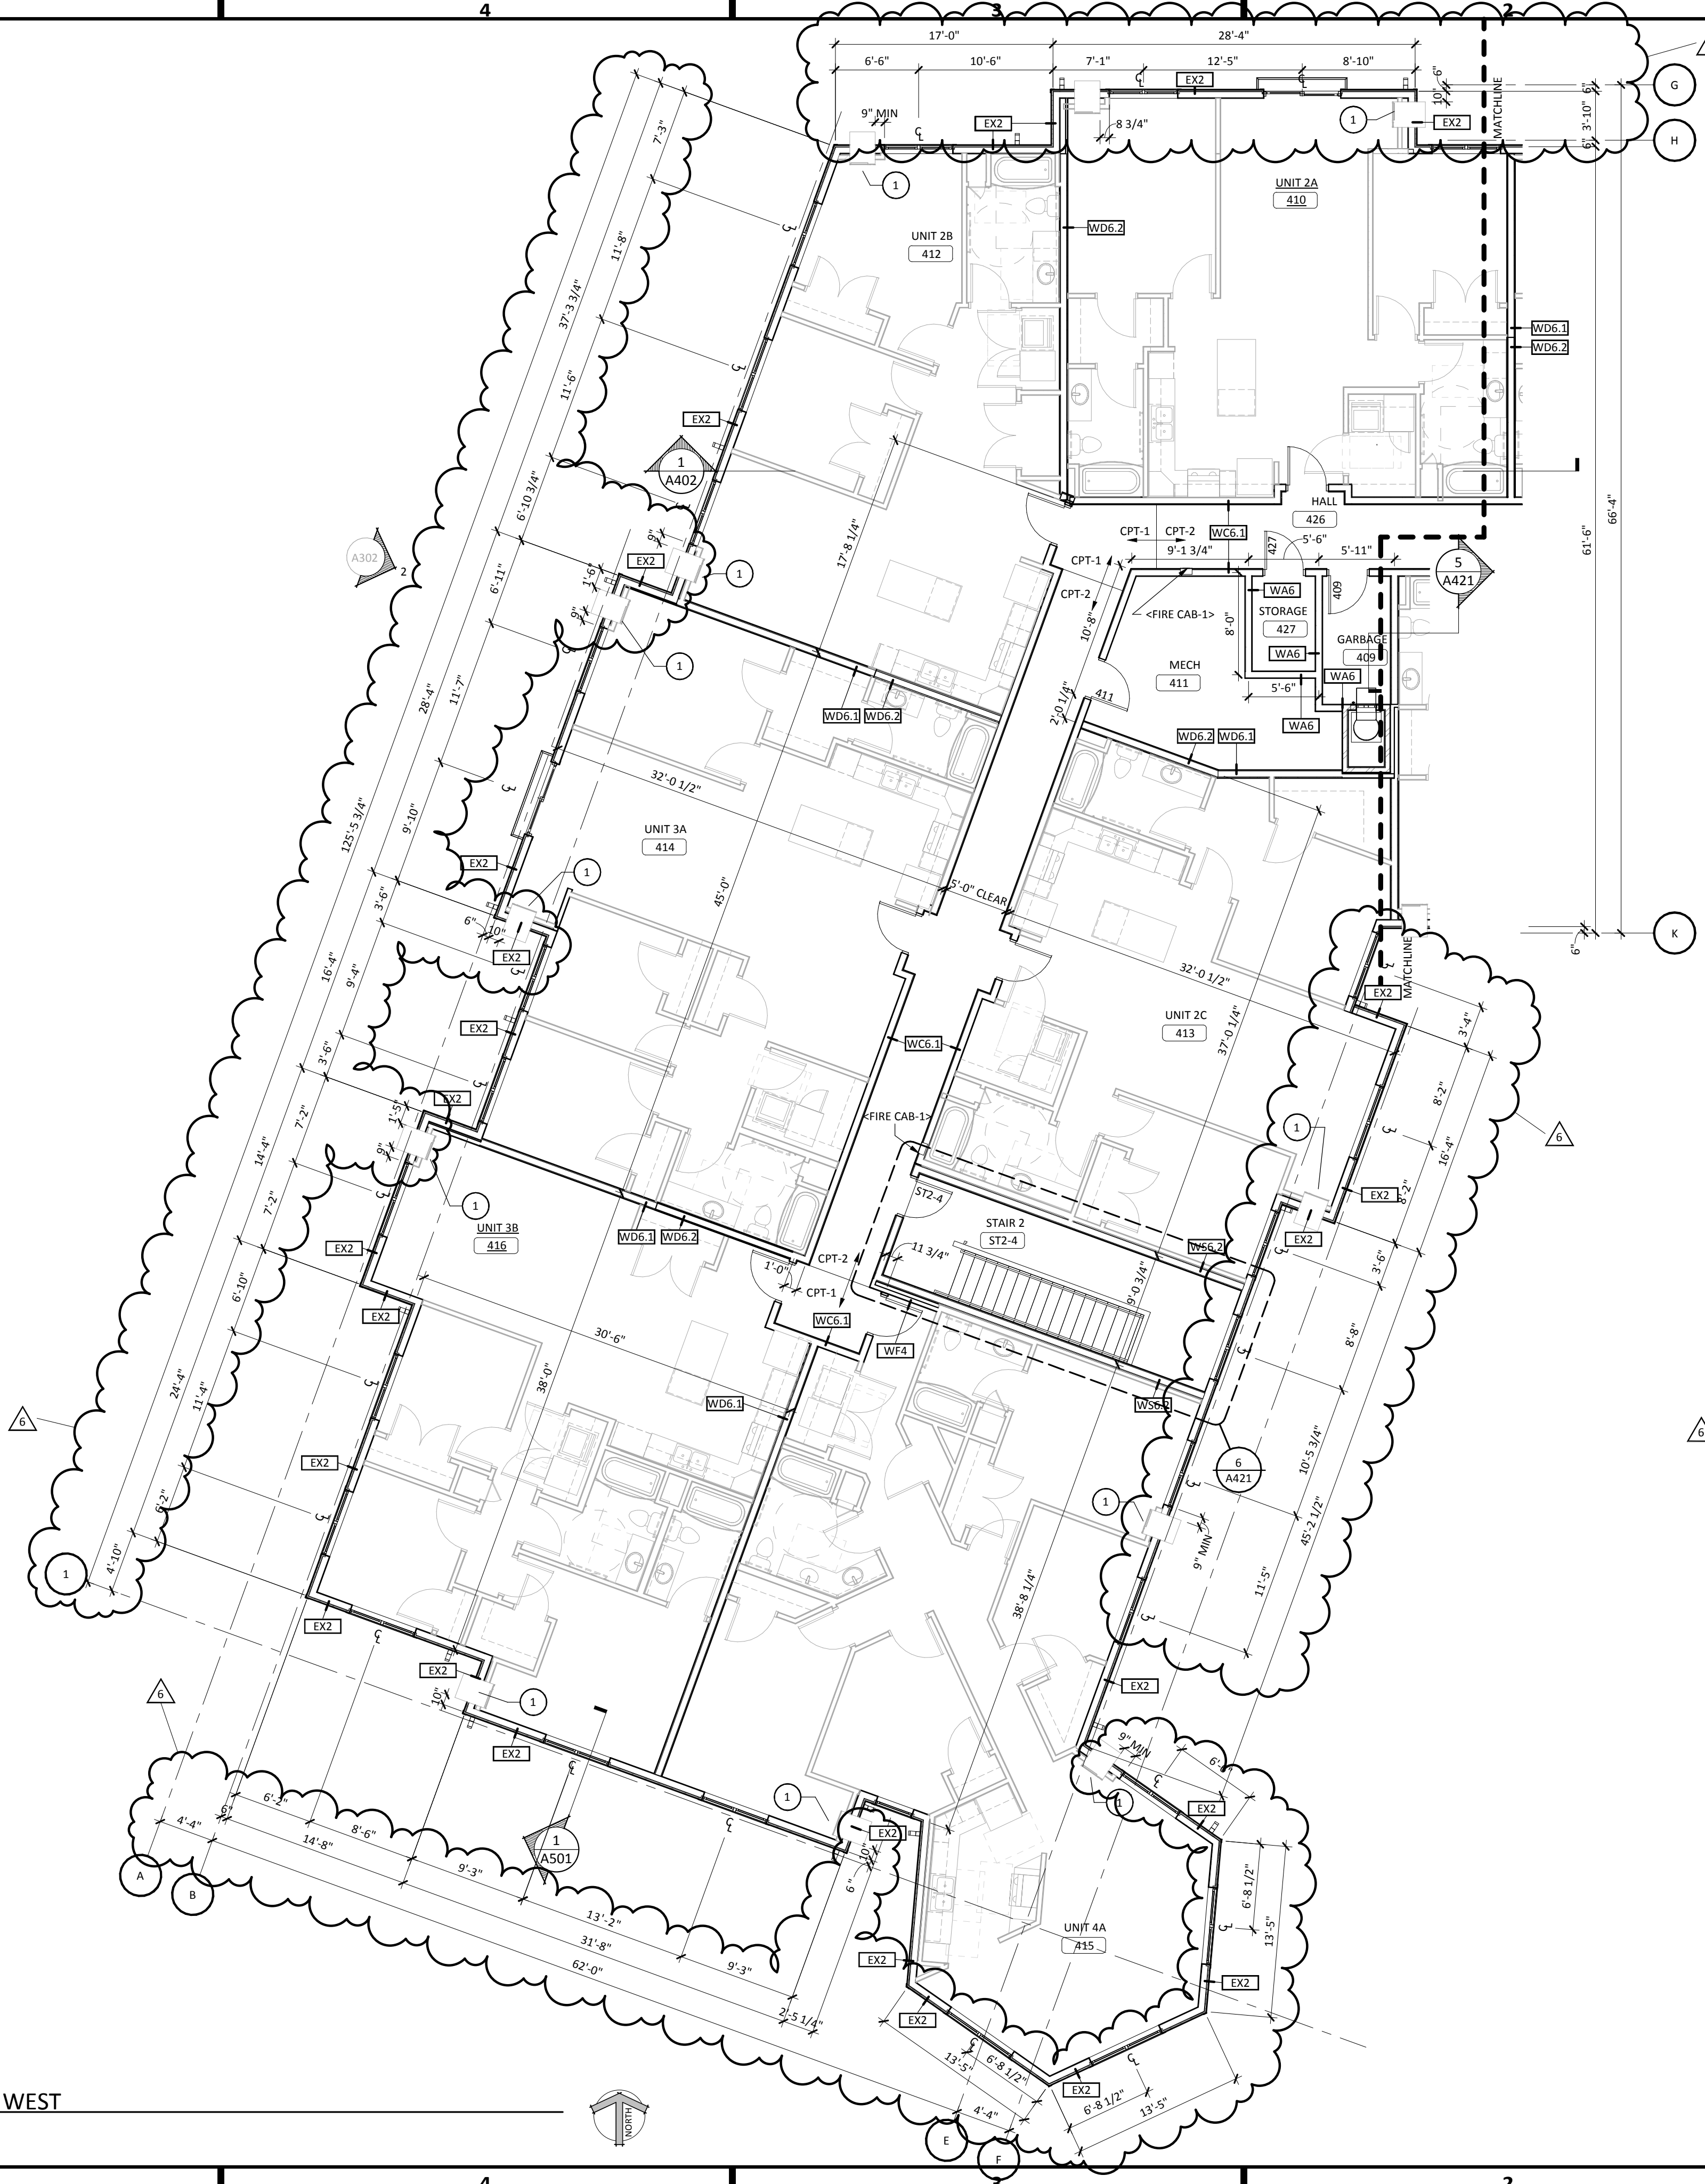 4
3
2
17'-0"
28'-4"
6'-6"
10'-6"
7'-1"
12'-5"
8'-10"
EX2
9" MIN
EX2
8 3/4"
1
EX2
10"
6"
MATCHLINE
6"
3'-10"
6"
G
H
1
UNIT 2A
410
UNIT 2B
412
WD6.2
WD6.1
WD6.2
7'-3"
11'-8"
37'-3 3/4"
11'-6"
EX2
1
A402
6'-10 3/4"
9"
A302
2
EX2
1
1'-6"
9"
6'-11"
1
17'-8 1/4"
HALL
426
CPT-1
CPT-2
WC6.1
9'-1 3/4"
427
5'-6"
5'-11"
5
A421
61'-6"
66'-4"
CPT-1
CPT-2
10'-8"
<FIRE CAB-1>
8'-0"
WA6
STORAGE
427
WA6
409
GARBAGE
409
WA6
MECH
411
411
5'-6"
WA6
2'-0 1/4"
WD6.1
WD6.2
WD6.2
WD6.1
28'-4"
11'-7"
32'-0 1/2"
125'-5 3/4"
9'-10"
UNIT 3A
414
EX2
1
45'-0"
5'-0" CLEAR
3'-6"
6"
10"
EX2
K
6"
MATCHLINE
EX2
16'-4"
9'-4"
32'-0 1/2"
UNIT 2C
413
37'-0 1/4"
3'-4"
EX2
WC6.1
3'-6"
8'-2"
EX2
1'-5"
<FIRE CAB-1>
1
6
7'-2"
9"
16'-4"
14'-4"
ST2-4
EX2
8'-2"
1
7'-2"
UNIT 3B
416
STAIR 2
ST2-4
EX2
WD6.1
WD6.2
EX2
11 3/4"
WS6.2
3'-6"
1'-0"
CPT-2
CPT-1
9'-0 3/4"
6'-10"
EX2
WC6.1
30'-6"
8'-8"
WF4
38'-0"
24'-4"
11'-4"
WD6.1
WS6.2
6
6
EX2
6
A421
10'-5 3/4"
6'-2"
1
45'-2 1/2"
9" MIN
4'-10"
1
38'-8 1/4"
11'-5"
EX2
EX2
EX2
6
10"
1
EX2
9" MIN
1
1
EX2
6"
6'-2"
4'-4"
8'-6"
14'-8"
EX2
1
A501
10"
6"
9'-3"
A
B
6'-8 1/2"
13'-5"
13'-2"
31'-8"
62'-0"
9'-3"
UNIT 4A
415
EX2
EX2
2'-5 1/4"
EX2
13'-5"
6'-8 1/2"
EX2
6'-8 1/2"
13'-5"
4'-4"
E
F
WEST
NORTH
4
3
2